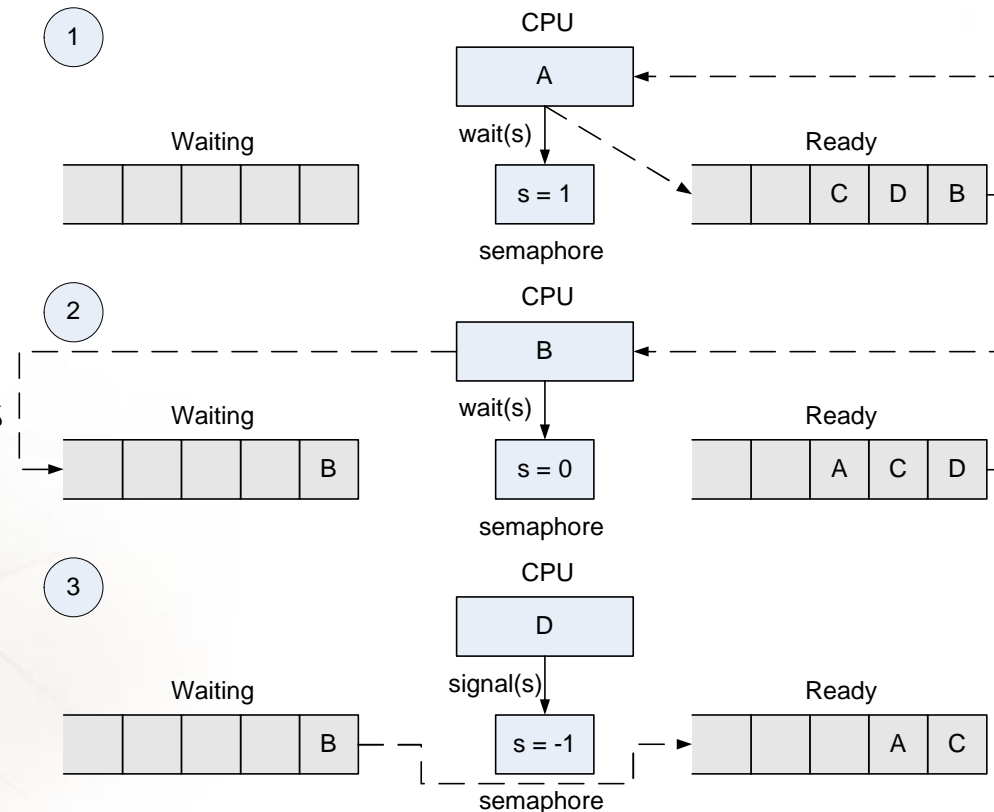 1
CPU
A
wait(s)
Waiting
Ready
s = 1
C D B
semaphore
2
CPU
B
wait(s)
Waiting
Ready
B
s = 0
A C D
semaphore
3
CPU
D
signal(s)
Waiting
Ready
B
s = -1
A C
semaphore